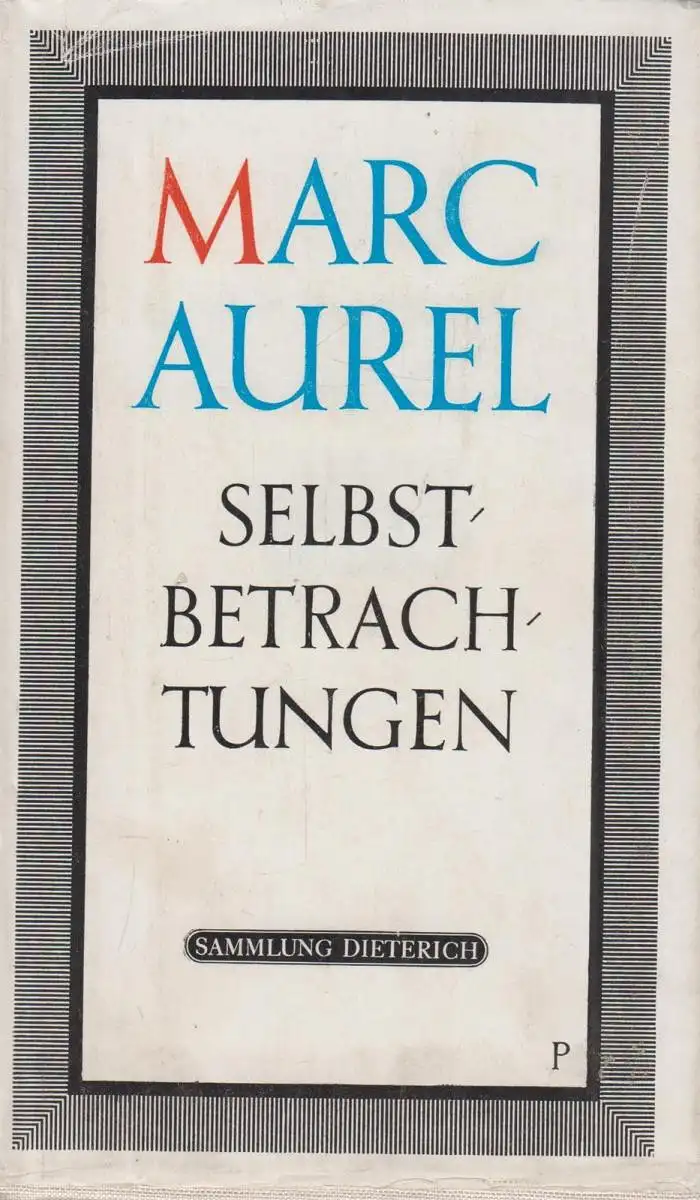 MARC
AUREL
SELBST-
BETRACH-
TUNGEN
SAMMLUNG DIETERICH
P